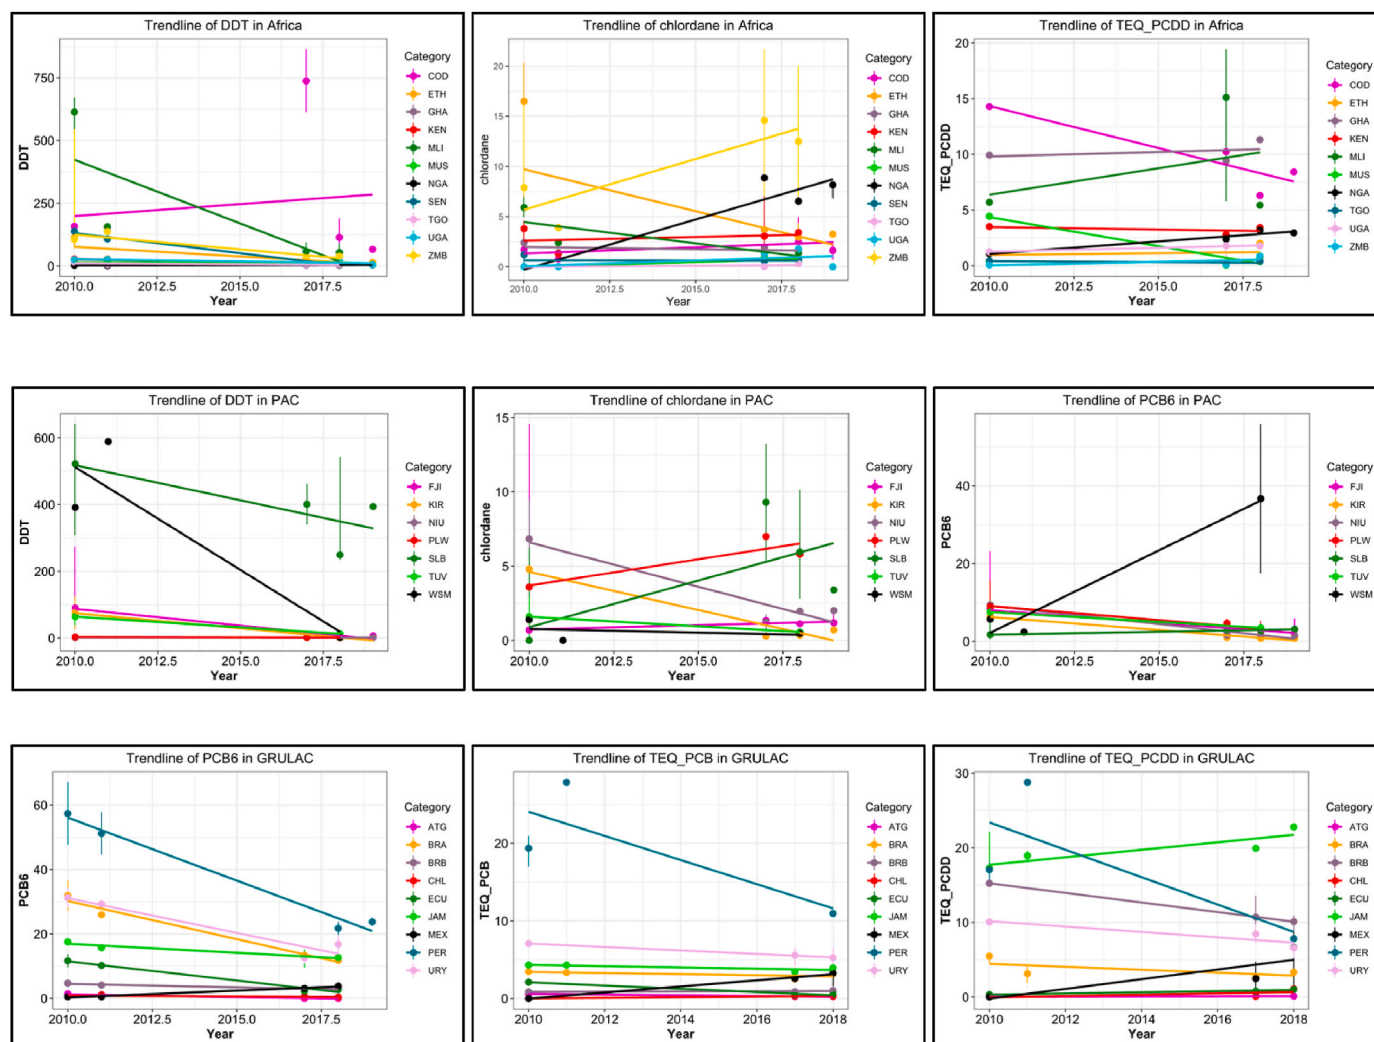 Trendline of DDT in Africa
DDT
750
500
250
0
2010.0 2012.5 2015.0 2017.5
Year
Category
COD
ETH
GHA
KEN
MLI
MUS
NGA
SEN
TGO
UGA
ZMB
Trendline of chlordane in Africa
chlordane
20
15
10
5
0
2010.0 2012.5 2015.0 2017.5
Year
Category
COD
ETH
GHA
KEN
MLI
MUS
NGA
SEN
TGO
UGA
ZMB
Trendline of TEQ_PCDD in Africa
TEQ_PCDD
20
15
10
5
0
2010.0 2012.5 2015.0 2017.5
Year
Category
COD
ETH
GHA
KEN
MLI
MUS
NGA
TGO
UGA
ZMB
Trendline of DDT in PAC
DDT
600
400
200
0
2010.0 2012.5 2015.0 2017.5
Year
Category
FJI
KIR
NIU
PLW
SLB
TUV
WSM
Trendline of chlordane in PAC
chlordane
15
10
5
0
2010.0 2012.5 2015.0 2017.5
Year
Category
FJI
KIR
NIU
PLW
SLB
TUV
WSM
Trendline of PCB6 in PAC
PCB6
40
20
0
2010.0 2012.5 2015.0 2017.5
Year
Category
FJI
KIR
NIU
PLW
SLB
TUV
WSM
Trendline of PCB6 in GRULAC
PCB6
60
40
20
0
2010.0 2012.5 2015.0 2017.5
Year
Category
ATG
BRA
BRB
CHL
ECU
JAM
MEX
PER
URY
Trendline of TEQ_PCB in GRULAC
TEQ_PCB
20
10
0
2010 2012 2014 2016 2018
Year
Category
ATG
BRA
BRB
CHL
ECU
JAM
MEX
PER
URY
Trendline of TEQ_PCDD in GRULAC
TEQ_PCDD
30
20
10
0
2010 2012 2014 2016 2018
Year
Category
ATG
BRA
BRB
CHL
ECU
JAM
MEX
PER
URY